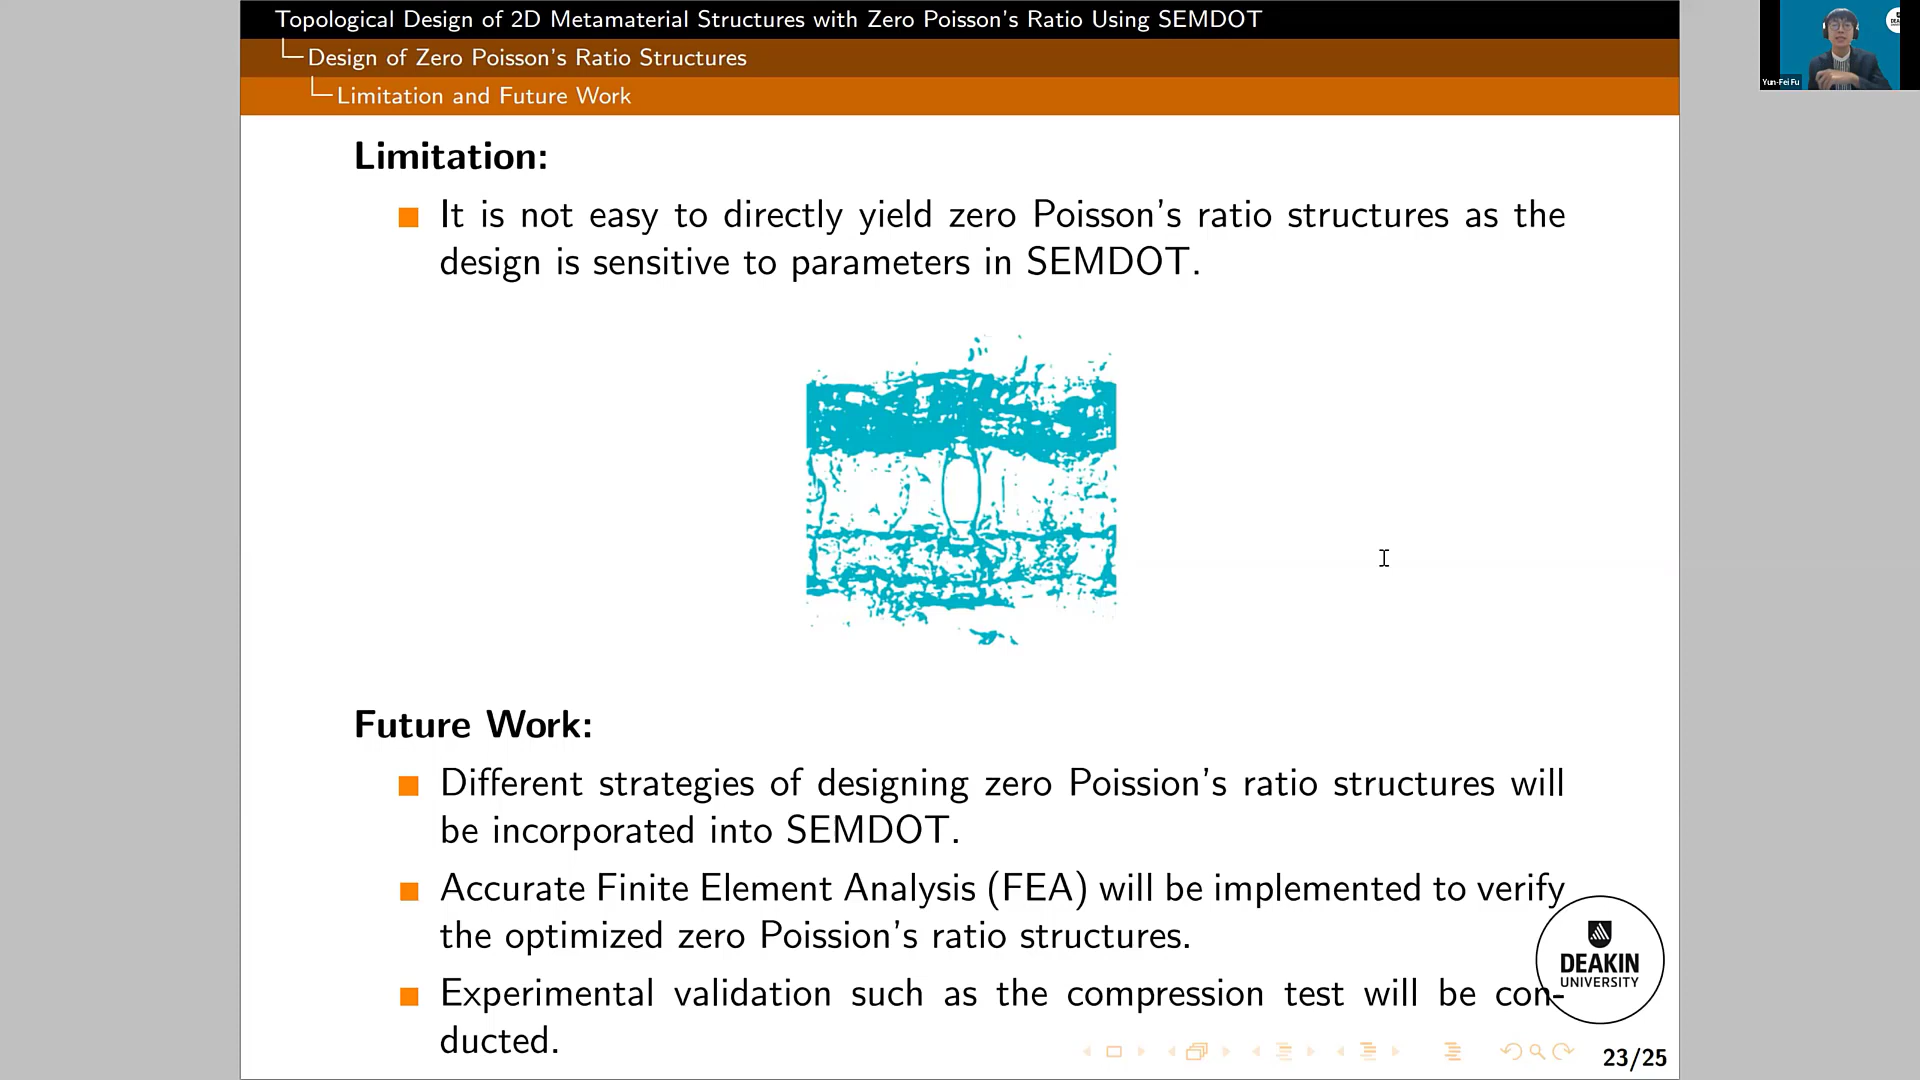 Topological Design of 2D Metamaterial Structures with Zero Poisson's Ratio Using SEMDOT
Design of Zero Poisson's Ratio Structures
Limitation and Future Work
Yun-Fei Fu
Limitation:
It is not easy to directly yield zero Poisson's ratio structures as the
design is sensitive to parameters in SEMDOT.
Future Work:
Different strategies of designing zero Poission's ratio structures will
be incorporated into SEMDOT.
Accurate Finite Element Analysis (FEA) will be implemented to verify
the optimized zero Poission's ratio structures.
Experimental validation such as the compression test will be con-
ducted.
DEAKIN
UNIVERSITY
23/25